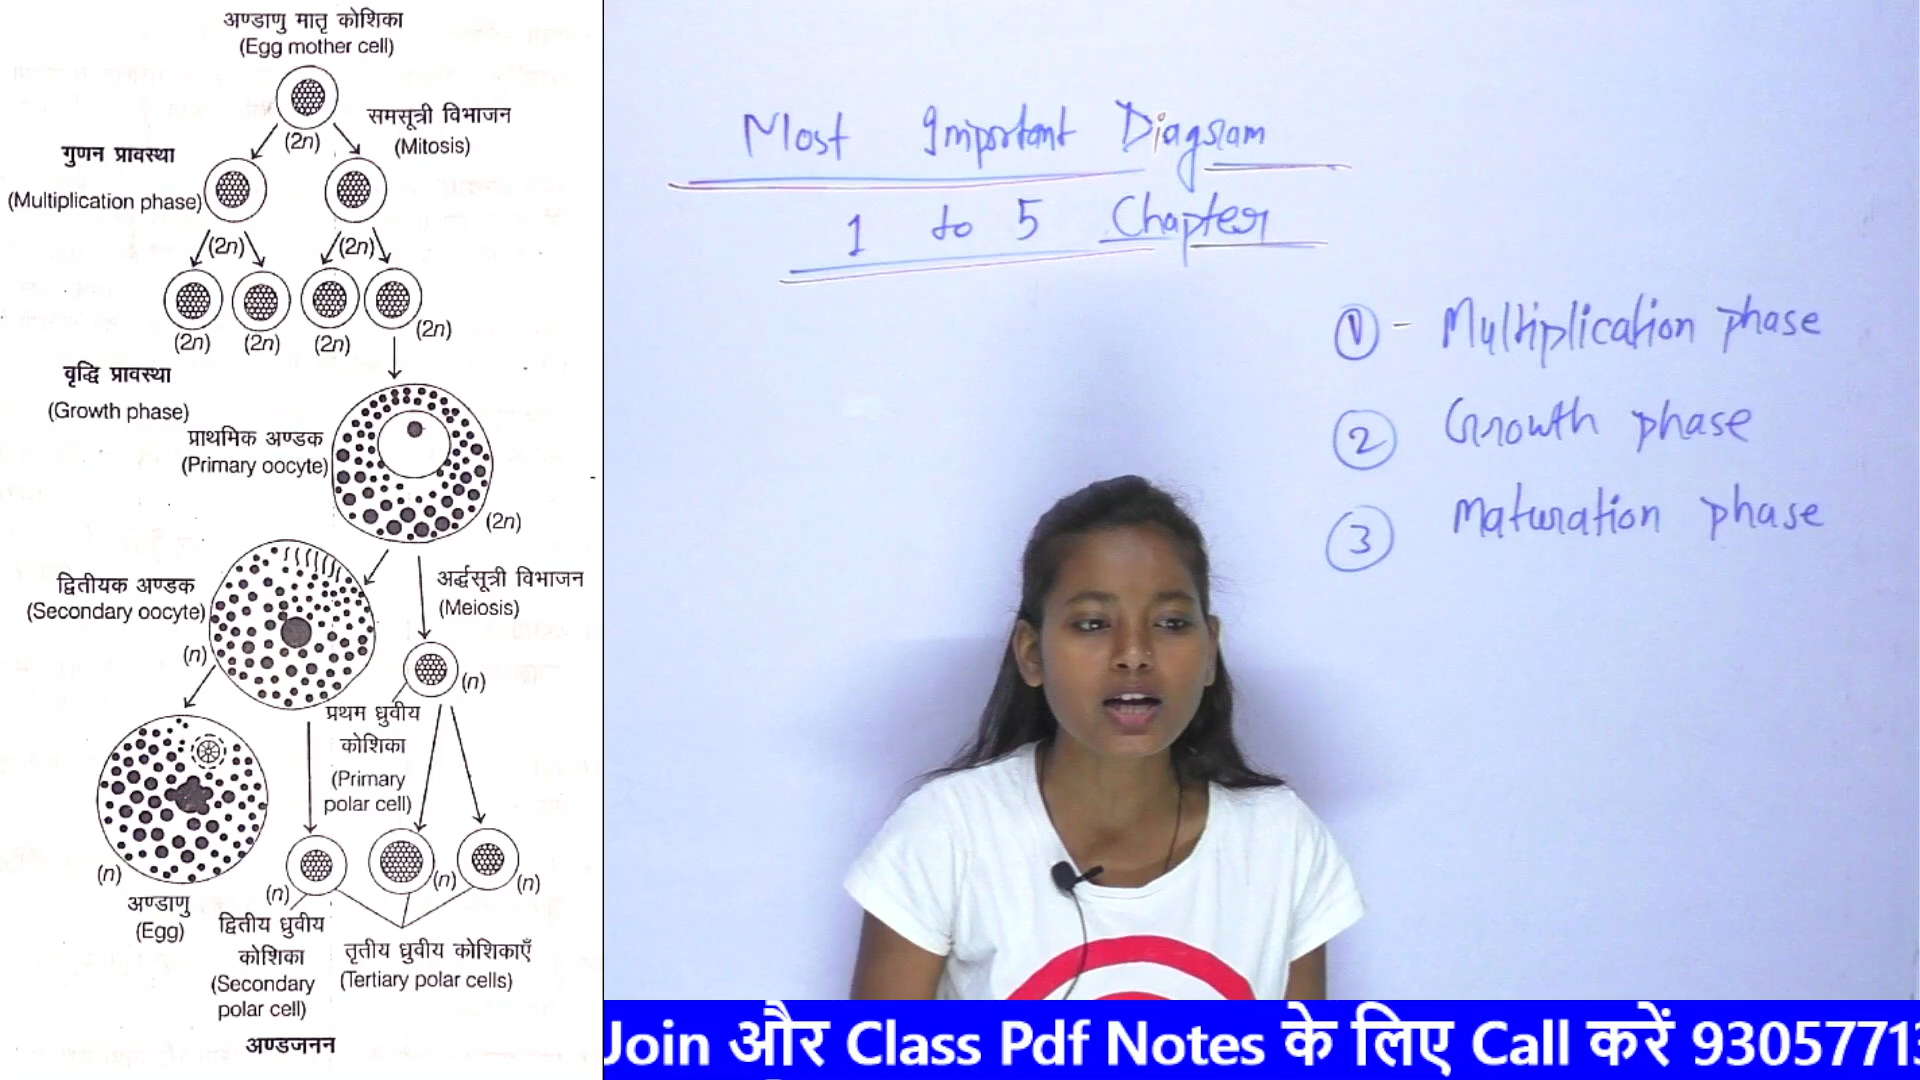 अण्डाणु मातृ कोशिका
(Egg mother cell)
(2n)
समसूत्री विभाजन
(Mitosis)
गुणन प्रावस्था
(Multiplication phase)
(2n)
(2n)
(2n)
(2n)
(2n)
(2n)
वृद्धि प्रावस्था
(Growth phase)
प्राथमिक अण्डक
(Primary oocyte)
(2n)
द्वितीयक अण्डक
(Secondary oocyte)
(n)
अर्द्धसूत्री विभाजन
(Meiosis)
(n)
प्रथम ध्रुवीय
कोशिका
(Primary
polar cell)
(n)
अण्डाणु
(Egg)
(n)
(n)
(n)
द्वितीय ध्रुवीय
कोशिका
(Secondary
polar cell)
तृतीय ध्रुवीय कोशिकाएँ
(Tertiary polar cells)
अण्डजनन
Most Important Diagram
1 to 5 Chapter
① - Multiplication phase
② Growth phase
③ Maturation phase
Join और Class Pdf Notes के लिए Call करें 9305771